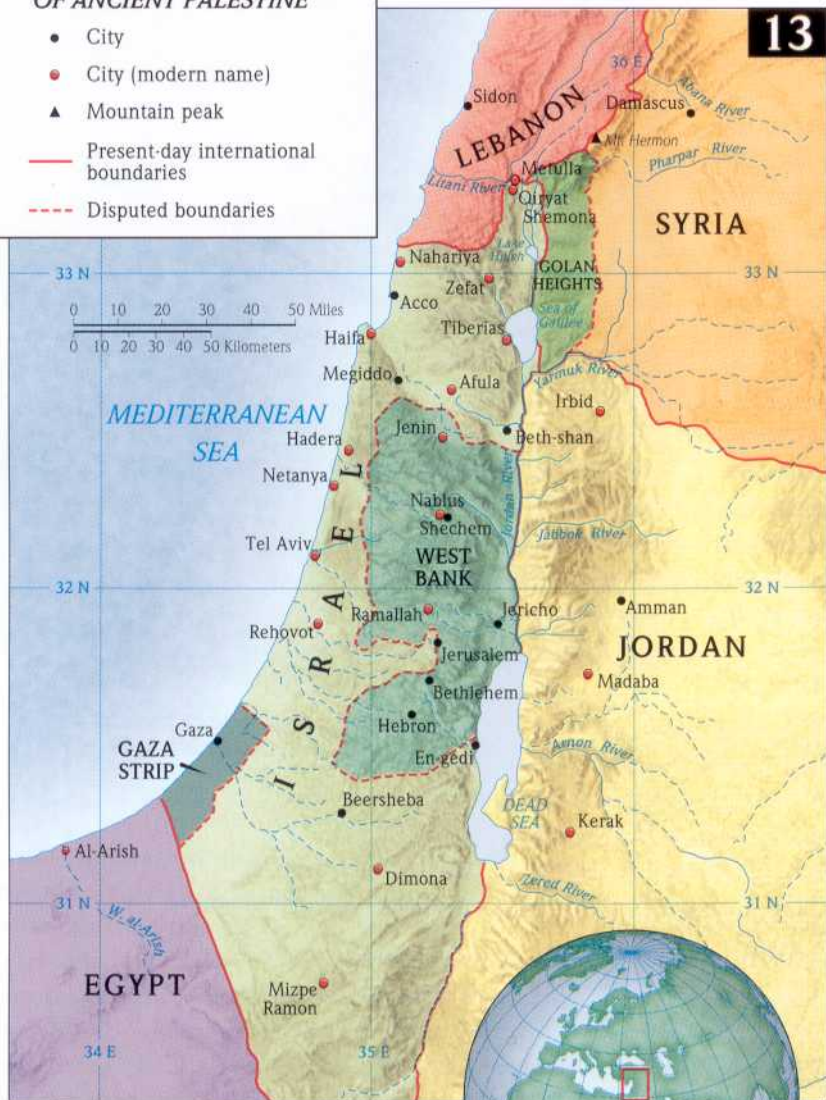 OF ANCIENT PALESTINE
City
City (modern name)
Mountain peak
Present-day international
boundaries
Disputed boundaries
13
36 E
Sidon
LEBANON
Damascus
Abana River
Mt. Hermon
Pharpar River
Metulla
Litani River
Qiryat
Shemona
SYRIA
Lake
Huleh
Nahariya
33 N
33 N
GOLAN
HEIGHTS
Zefat
Acco
0 10 20 30 40 50 Miles
0 10 20 30 40 50 Kilometers
Sea of
Galilee
Tiberias
Haifa
Megiddo
Afula
Yarmuk River
Irbid
MEDITERRANEAN
SEA
Jenin
Beth-shan
Hadera
Netanya
Jordan River
Nablus
Shechem
Jabbok River
Tel Aviv
WEST
BANK
32 N
32 N
Ramallah
Jericho
Amman
Rehovot
Jerusalem
JORDAN
Madaba
Bethlehem
Hebron
Gaza
GAZA
STRIP
En-gedi
Arnon River
ISRAEL
Beersheba
DEAD
SEA
Kerak
Al-Arish
Dimona
Zered River
31 N
31 N
W. al-Arish
EGYPT
Mizpe
Ramon
34 E
35 E